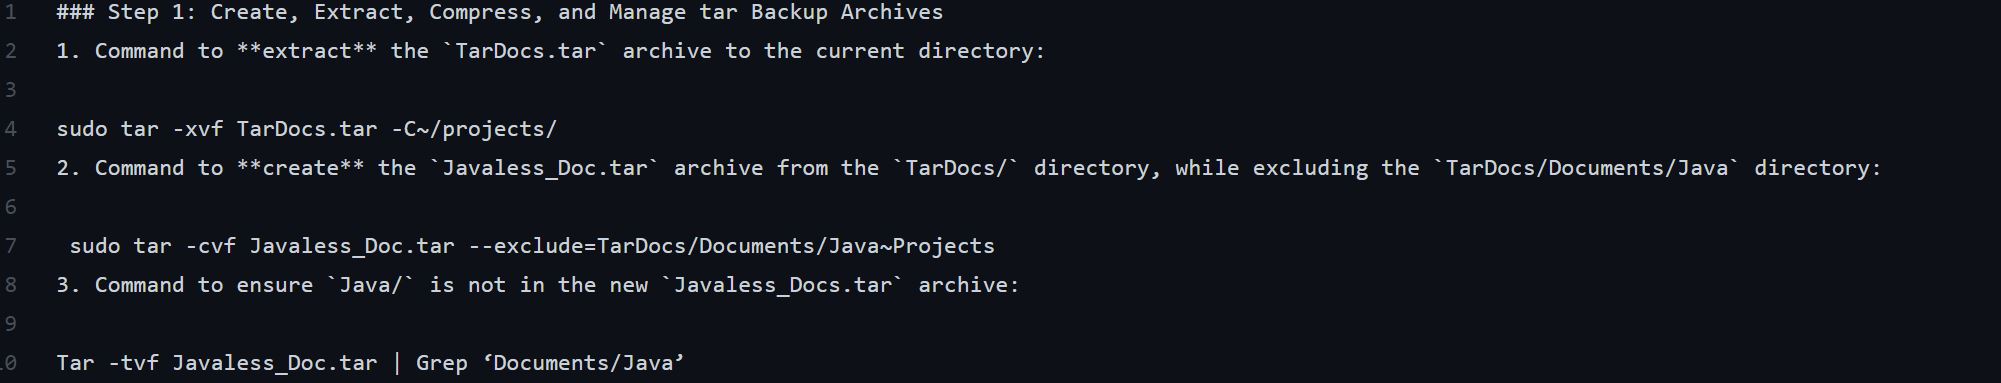 1 ### Step 1: Create, Extract, Compress, and Manage tar Backup Archives
2 1. Command to **extract** the `TarDocs.tar` archive to the current directory:
3
4 sudo tar -xvf TarDocs.tar -C~/projects/
5 2. Command to **create** the `Javaless_Doc.tar` archive from the `TarDocs/` directory, while excluding the `TarDocs/Documents/Java` directory:
6
7 sudo tar -cvf Javaless_Doc.tar --exclude=TarDocs/Documents/Java~Projects
8 3. Command to ensure `Java/` is not in the new `Javaless_Docs.tar` archive:
9
10 Tar -tvf Javaless_Doc.tar | Grep ‘Documents/Java’